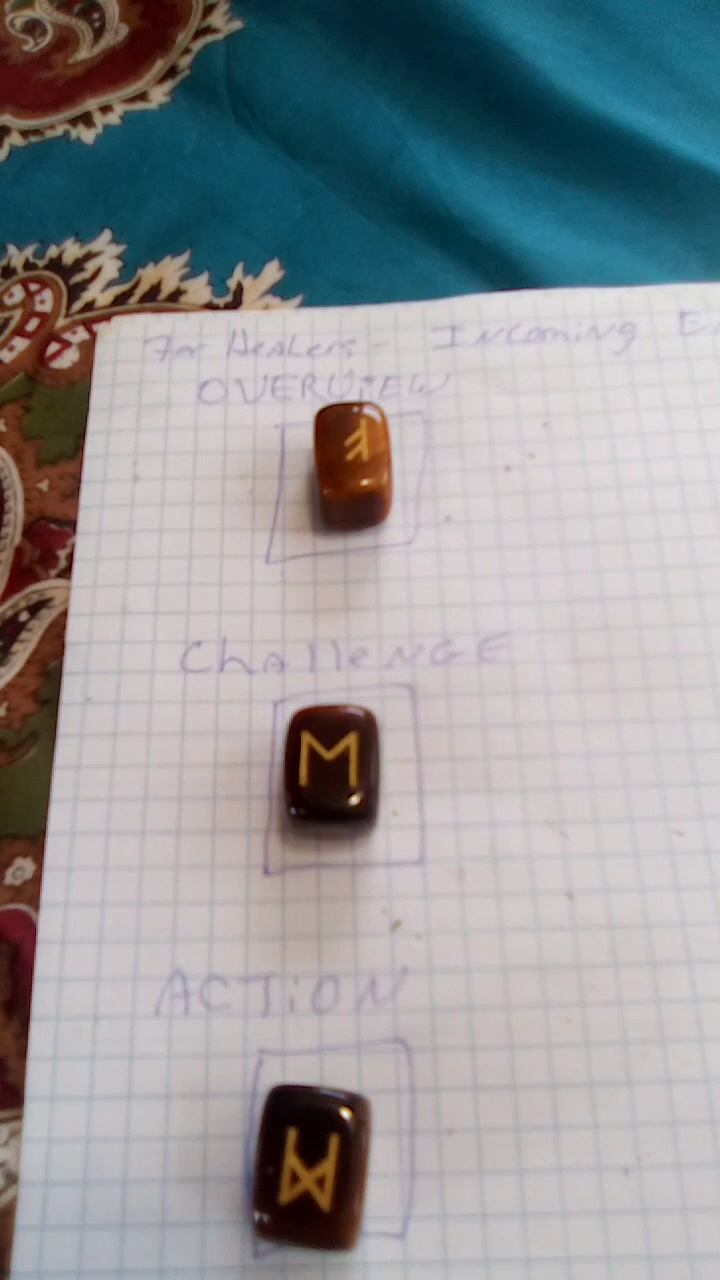 For Healers - Incoming
OVERVIEW
ᚠ
ChAlleNGE
ᛖ
ACTiON
ᛞ